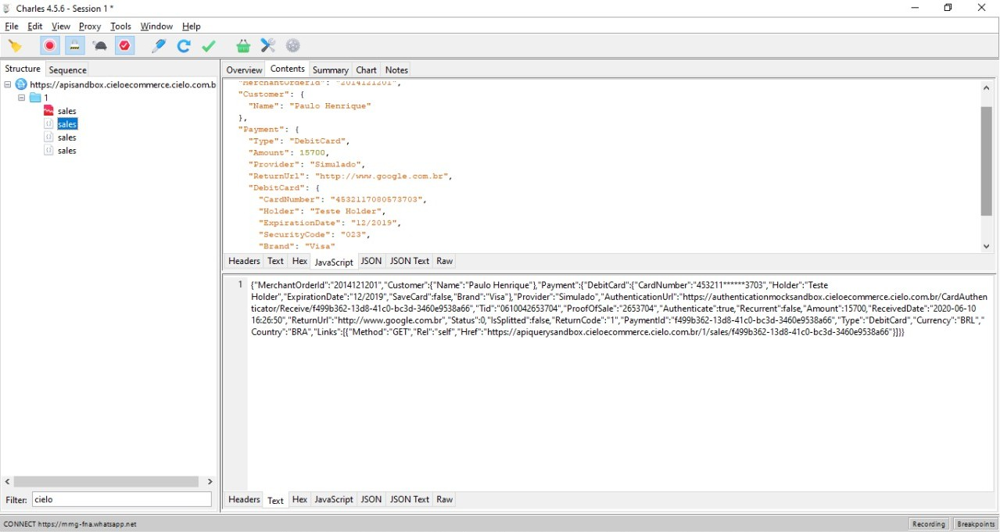 Charles 4.5.6 - Session 1 *
File Edit View Proxy Tools Window Help
Structure Sequence
https://apisandbox.cieloecommerce.cielo.com.b
1
sales
sales
sales
sales
Filter: cielo
Overview Contents Summary Chart Notes
"MerchantOrderId": "2014121201",
"Customer": {
"Name": "Paulo Henrique"
},
"Payment": {
"Type": "DebitCard",
"Amount": 15700,
"Provider": "Simulado",
"ReturnUrl": "http://www.google.com.br",
"DebitCard": {
"CardNumber": "4532117080573703",
"Holder": "Teste Holder",
"ExpirationDate": "12/2019",
"SecurityCode": "023",
"Brand": "Visa"
Headers Text Hex JavaScript JSON JSON Text Raw
1 {"MerchantOrderId":"2014121201","Customer":{"Name":"Paulo Henrique"},"Payment":{"DebitCard":{"CardNumber":"453211******3703","Holder":"Teste
Holder","ExpirationDate":"12/2019","SaveCard":false,"Brand":"Visa"},"Provider":"Simulado","AuthenticationUrl":"https://authenticationmocksandbox.cieloecommerce.cielo.com.br/CardAuthen
ticator/Receive/f499b362-13d8-41c0-bc3d-3460e9538a66","Tid":"0610042653704","ProofOfSale":"2653704","Authenticate":true,"Recurrent":false,"Amount":15700,"ReceivedDate":"2020-06-10
16:26:50","ReturnUrl":"http://www.google.com.br","Status":0,"IsSplitted":false,"ReturnCode":"1","PaymentId":"f499b362-13d8-41c0-bc3d-3460e9538a66","Type":"DebitCard","Currency":"BRL","
Country":"BRA","Links":[{"Method":"GET","Rel":"self","Href":"https://apiquerysandbox.cieloecommerce.cielo.com.br/1/sales/f499b362-13d8-41c0-bc3d-3460e9538a66"}]}}
Headers Text Hex JavaScript JSON JSON Text Raw
CONNECT https://mmg-fna.whatsapp.net
Recording Breakpoints